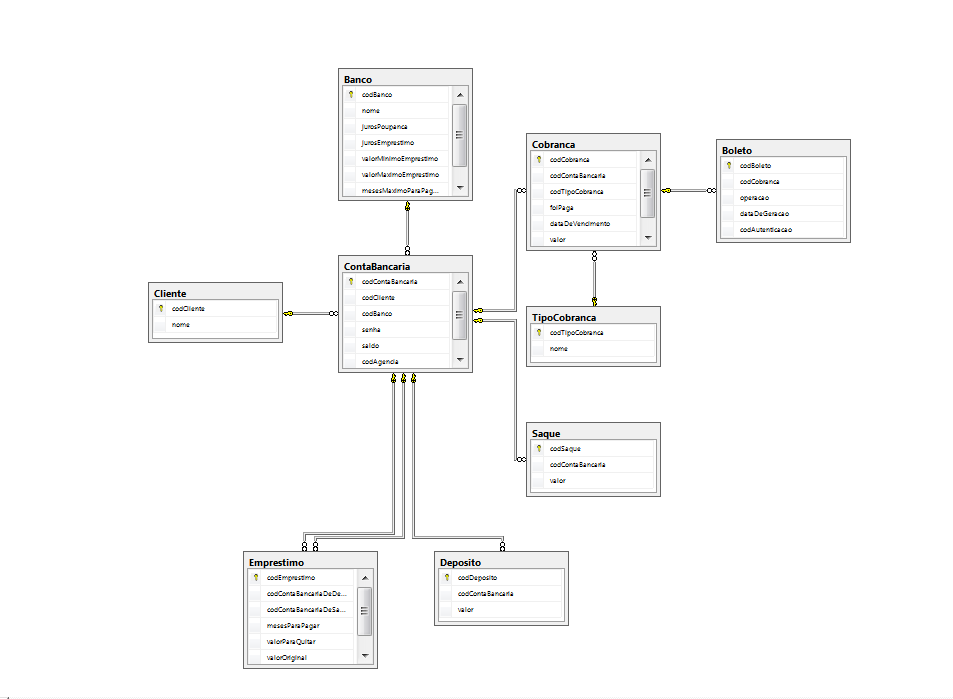 Banco
codBanco
nome
jurosPoupanca
jurosEmprestimo
valorMinimoEmprestimo
valorMaximoEmprestimo
mesesMaximoParaPag...
Cobranca
codCobranca
codContaBancaria
codTipoCobranca
foiPaga
dataDeVencimento
valor
Boleto
codBoleto
codCobranca
operacao
dataDeGeracao
codAutenticacao
ContaBancaria
codContaBancaria
codCliente
codBanco
senha
saldo
codAgencia
Cliente
codCliente
nome
TipoCobranca
codTipoCobranca
nome
Saque
codSaque
codContaBancaria
valor
Emprestimo
codEmprestimo
codContaBancariaDeDe...
codContaBancariaDeSa...
mesesParaPagar
valorParaQuitar
valorOriginal
Deposito
codDeposito
codContaBancaria
valor